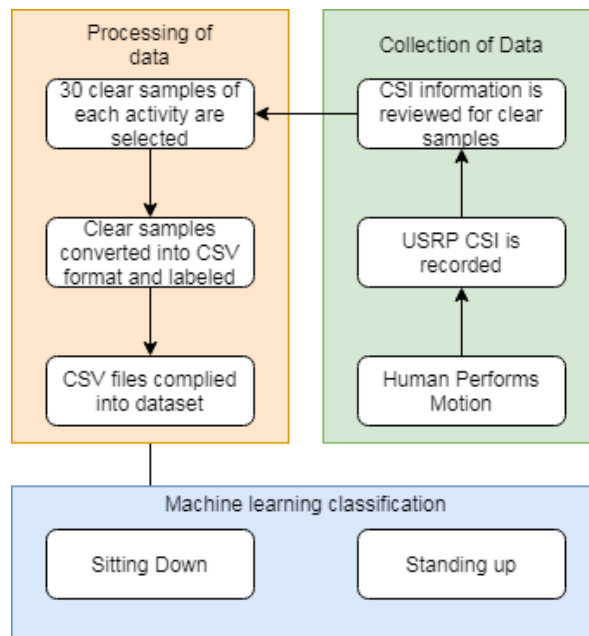 Processing of
data
30 clear samples of
each activity are
selected
Clear samples
converted into CSV
format and labeled
CSV files complied
into dataset
Collection of Data
CSI information is
reviewed for clear
samples
USRP CSI is
recorded
Human Performs
Motion
Machine learning classification
Sitting Down
Standing up